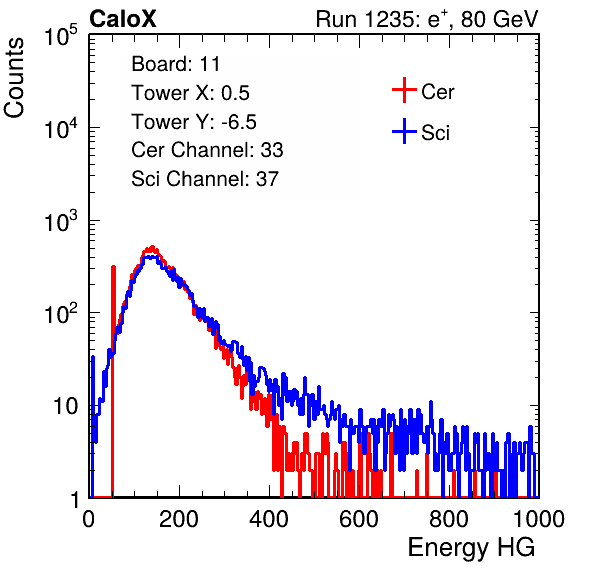 CaloX Run 1235: e⁺, 80 GeV
Counts
Board: 11
Tower X: 0.5
Tower Y: -6.5
Cer Channel: 33
Sci Channel: 37
Cer
Sci
10⁵
10⁴
10³
10²
10
1
0 200 400 600 800 1000
Energy HG